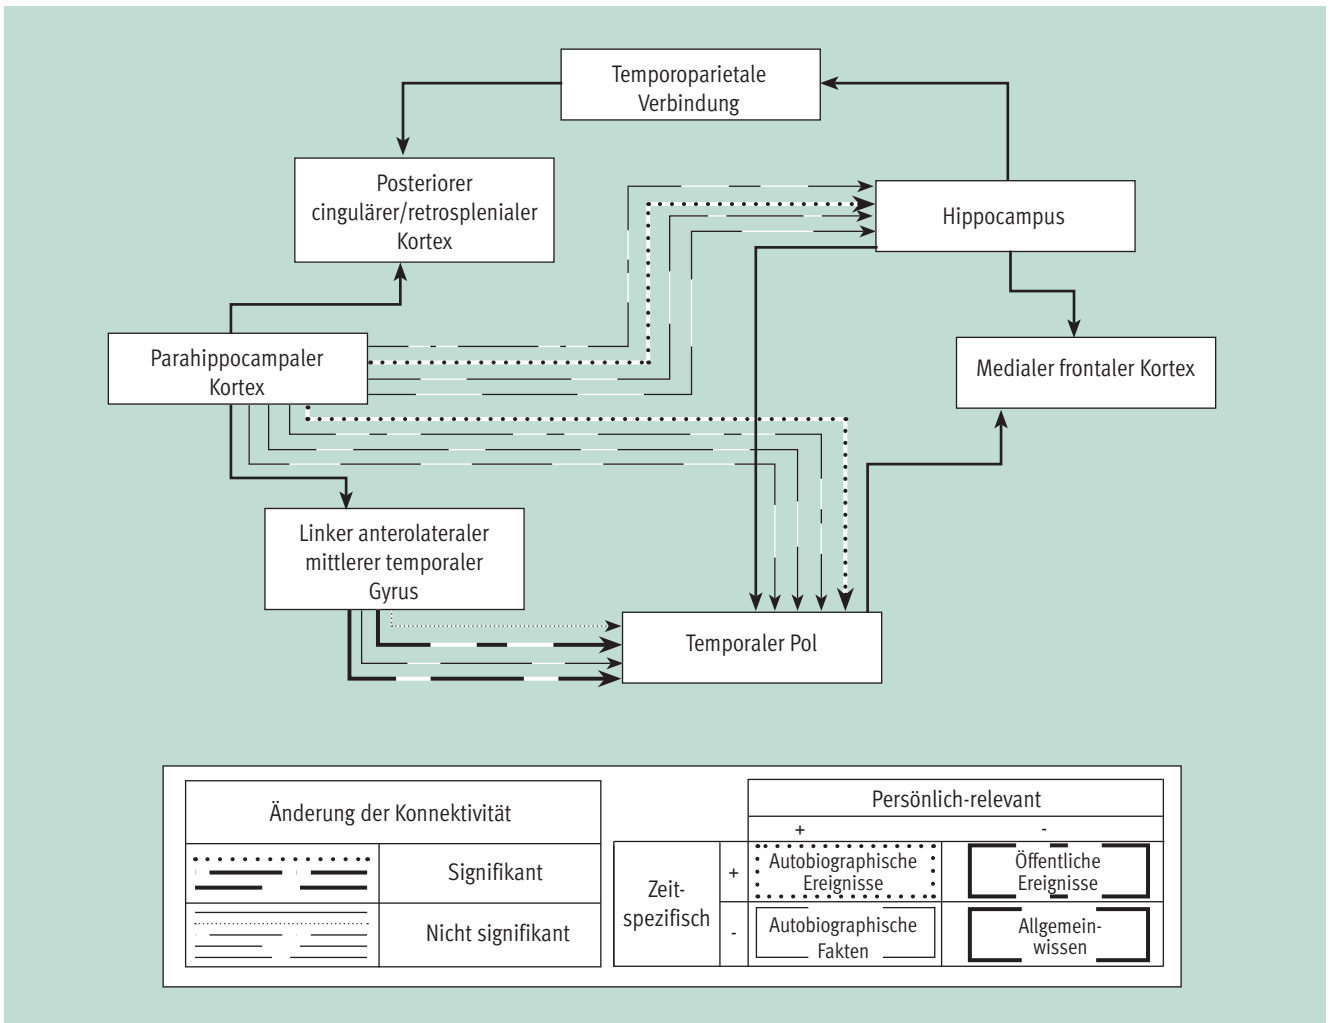 Temporoparietale
Verbindung
Posteriorer
cingulärer/retrosplenialer
Kortex
Hippocampus
Parahippocampaler
Kortex
Medialer frontaler Kortex
Linker anterolateraler
mittlerer temporaler
Gyrus
Temporaler Pol
Änderung der Konnektivität
Signifikant
Nicht signifikant
Persönlich-relevant
+ -
Zeit-
spezifisch
+
Autobiographische
Ereignisse
Öffentliche
Ereignisse
-
Autobiographische
Fakten
Allgemein-
wissen